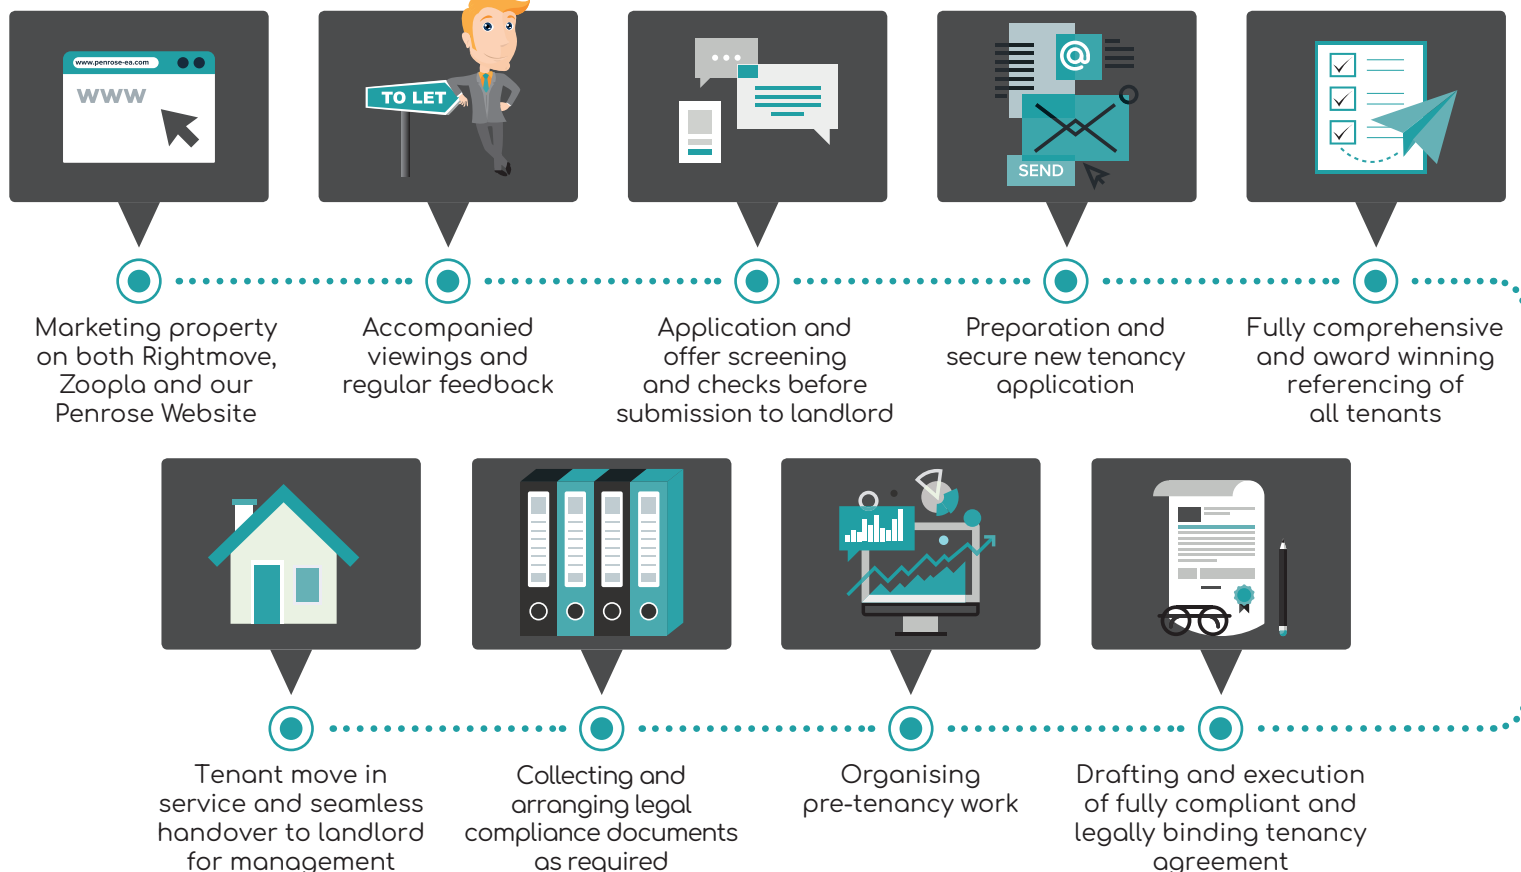 www.penrose-ea.com
www
TO LET
@
SEND
Marketing property
on both Rightmove,
Zoopla and our
Penrose Website
Accompanied
viewings and
regular feedback
Application and
offer screening
and checks before
submission to landlord
Preparation and
secure new tenancy
application
Fully comprehensive
and award winning
referencing of
all tenants
Tenant move in
service and seamless
handover to landlord
for management
Collecting and
arranging legal
compliance documents
as required
Organising
pre-tenancy work
Drafting and execution
of fully compliant and
legally binding tenancy
agreement